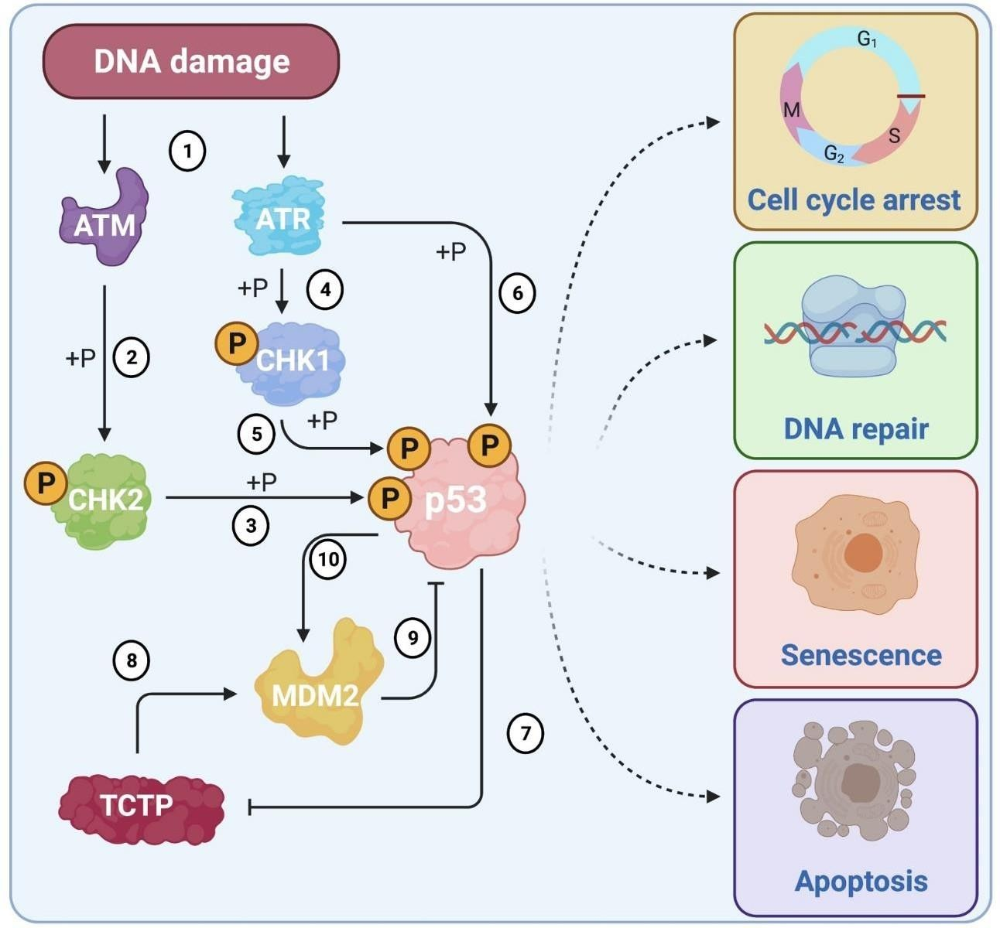 DNA damage
1
ATM
ATR
+P
6
+P
4
P
CHK1
+P
2
5
+P
P
P
P
CHK2
+P
3
P
p53
10
9
8
MDM2
7
TCTP
G₁
M
S
G₂
Cell cycle arrest
DNA repair
Senescence
Apoptosis